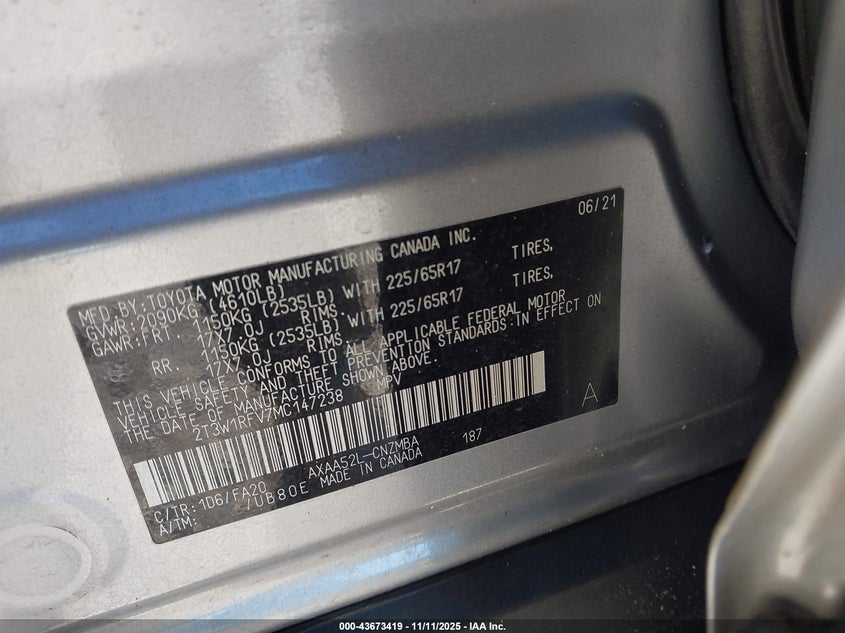 06/21
MFD.BY:TOYOTA MOTOR MANUFACTURING CANADA INC.
GVWR:2090KG (4610LB)
GAWR:FRT. 1150KG (2535LB) WITH 225/65R17 TIRES,
17X7.0J RIMS.
RR. 1150KG (2535LB) WITH 225/65R17 TIRES,
17X7.0J RIMS.
THIS VEHICLE CONFORMS TO ALL APPLICABLE FEDERAL MOTOR
VEHICLE SAFETY AND THEFT PREVENTION STANDARDS IN EFFECT ON
THE DATE OF MANUFACTURE SHOWN ABOVE.
2T3W1RFV7MC147238 MPV
A
AXAA52L-CNZMBA 187
C/TR:1D6/FA20 MADE IN CANADA
A/TM: /UB80E
000-43673419 - 11/11/2025 - IAA Inc.